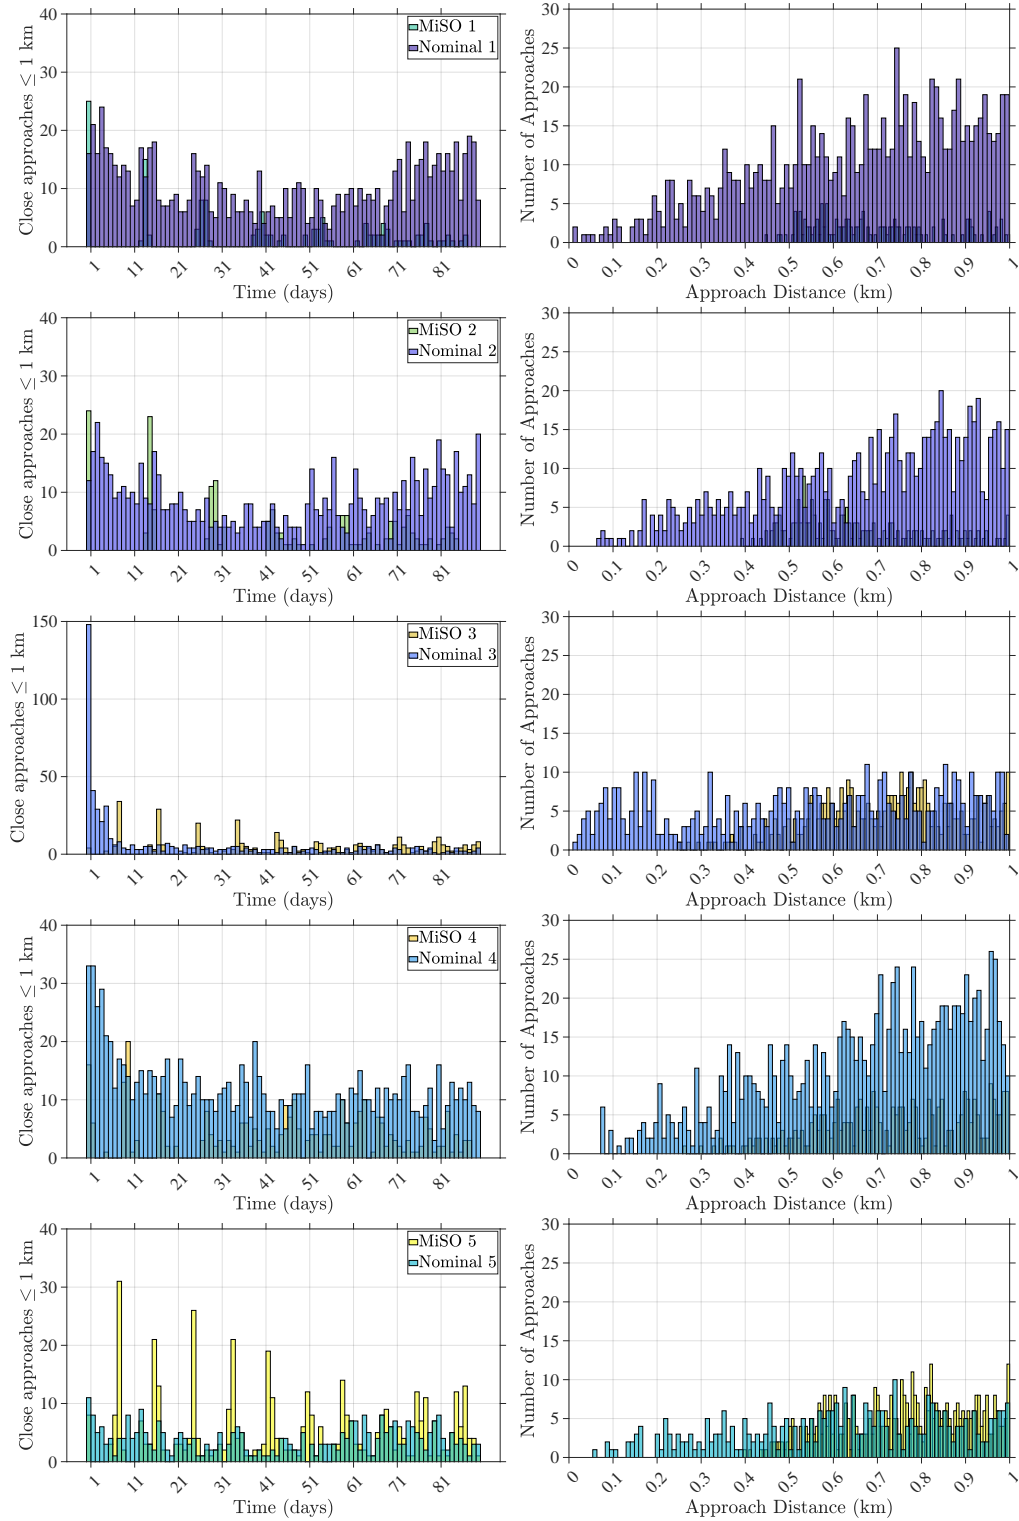 Close approaches ≤ 1 km
40
30
20
10
0
MiSO 1
Nominal 1
1 11 21 31 41 51 61 71 81
Time (days)
Number of Approaches
30
25
20
15
10
5
0
0 0.1 0.2 0.3 0.4 0.5 0.6 0.7 0.8 0.9 1
Approach Distance (km)
Close approaches ≤ 1 km
40
30
20
10
0
MiSO 2
Nominal 2
1 11 21 31 41 51 61 71 81
Time (days)
Number of Approaches
30
25
20
15
10
5
0
0 0.1 0.2 0.3 0.4 0.5 0.6 0.7 0.8 0.9 1
Approach Distance (km)
Close approaches ≤ 1 km
150
100
50
0
MiSO 3
Nominal 3
1 11 21 31 41 51 61 71 81
Time (days)
Number of Approaches
30
25
20
15
10
5
0
0 0.1 0.2 0.3 0.4 0.5 0.6 0.7 0.8 0.9 1
Approach Distance (km)
Close approaches ≤ 1 km
40
30
20
10
0
MiSO 4
Nominal 4
1 11 21 31 41 51 61 71 81
Time (days)
Number of Approaches
30
25
20
15
10
5
0
0 0.1 0.2 0.3 0.4 0.5 0.6 0.7 0.8 0.9 1
Approach Distance (km)
Close approaches ≤ 1 km
40
30
20
10
0
MiSO 5
Nominal 5
1 11 21 31 41 51 61 71 81
Time (days)
Number of Approaches
30
25
20
15
10
5
0
0 0.1 0.2 0.3 0.4 0.5 0.6 0.7 0.8 0.9 1
Approach Distance (km)